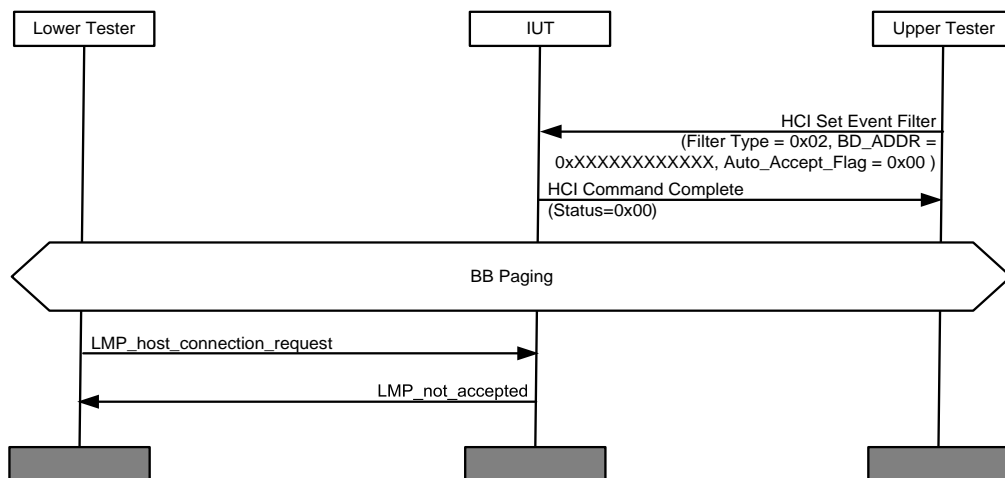 Lower Tester
IUT
Upper Tester
HCI Set Event Filter
(Filter Type = 0x02, BD_ADDR =
0xXXXXXXXXXXXX, Auto_Accept_Flag = 0x00 )
HCI Command Complete
(Status=0x00)
BB Paging
LMP_host_connection_request
LMP_not_accepted